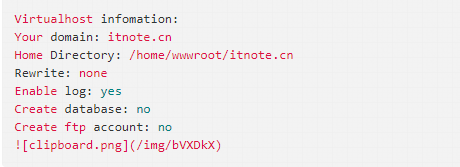 Virtualhost infomation:
Your domain: itnote.cn
Home Directory: /home/wwwroot/itnote.cn
Rewrite: none
Enable log: yes
Create database: no
Create ftp account: no
![clipboard.png](/img/bVXDkX)